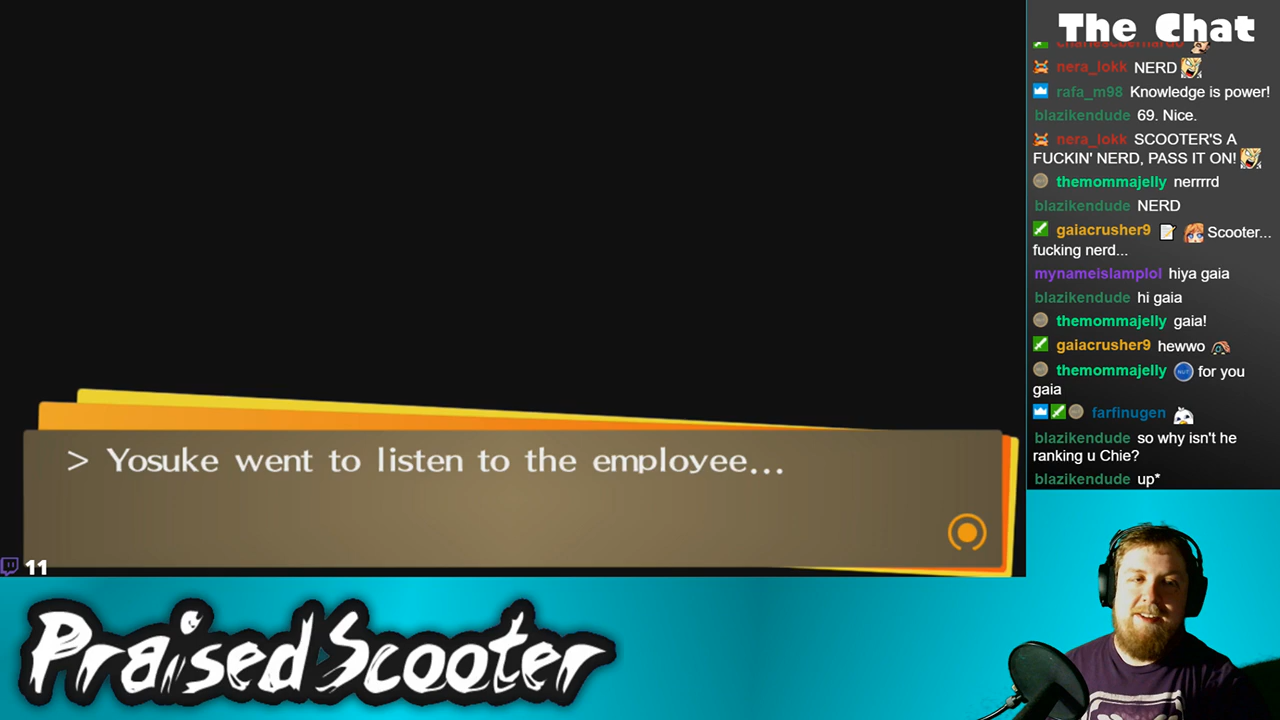 The Chat
charlescbernardo
nera_lokk NERD
rafa_m98 Knowledge is power!
blazikendude 69. Nice.
nera_lokk SCOOTER'S A
FUCKIN' NERD, PASS IT ON!
themommajelly nerrrrd
blazikendude NERD
gaiacrusher9 Scooter...
fucking nerd...
mynameislamplol hiya gaia
blazikendude hi gaia
themommajelly gaia!
gaiacrusher9 hewwo
themommajelly for you
gaia
farfinugen
blazikendude so why isn't he
ranking u Chie?
blazikendude up*
> Yosuke went to listen to the employee...
11
PraisedScooter